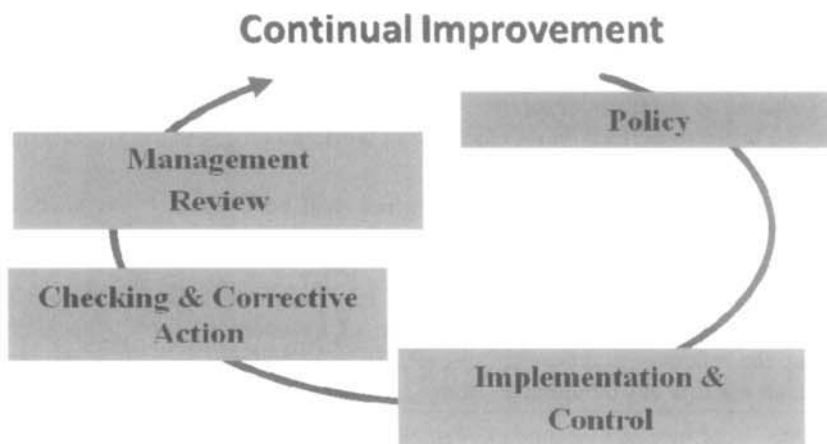 Continual Improvement
Policy
Management
Review
Checking & Corrective
Action
Implementation &
Control